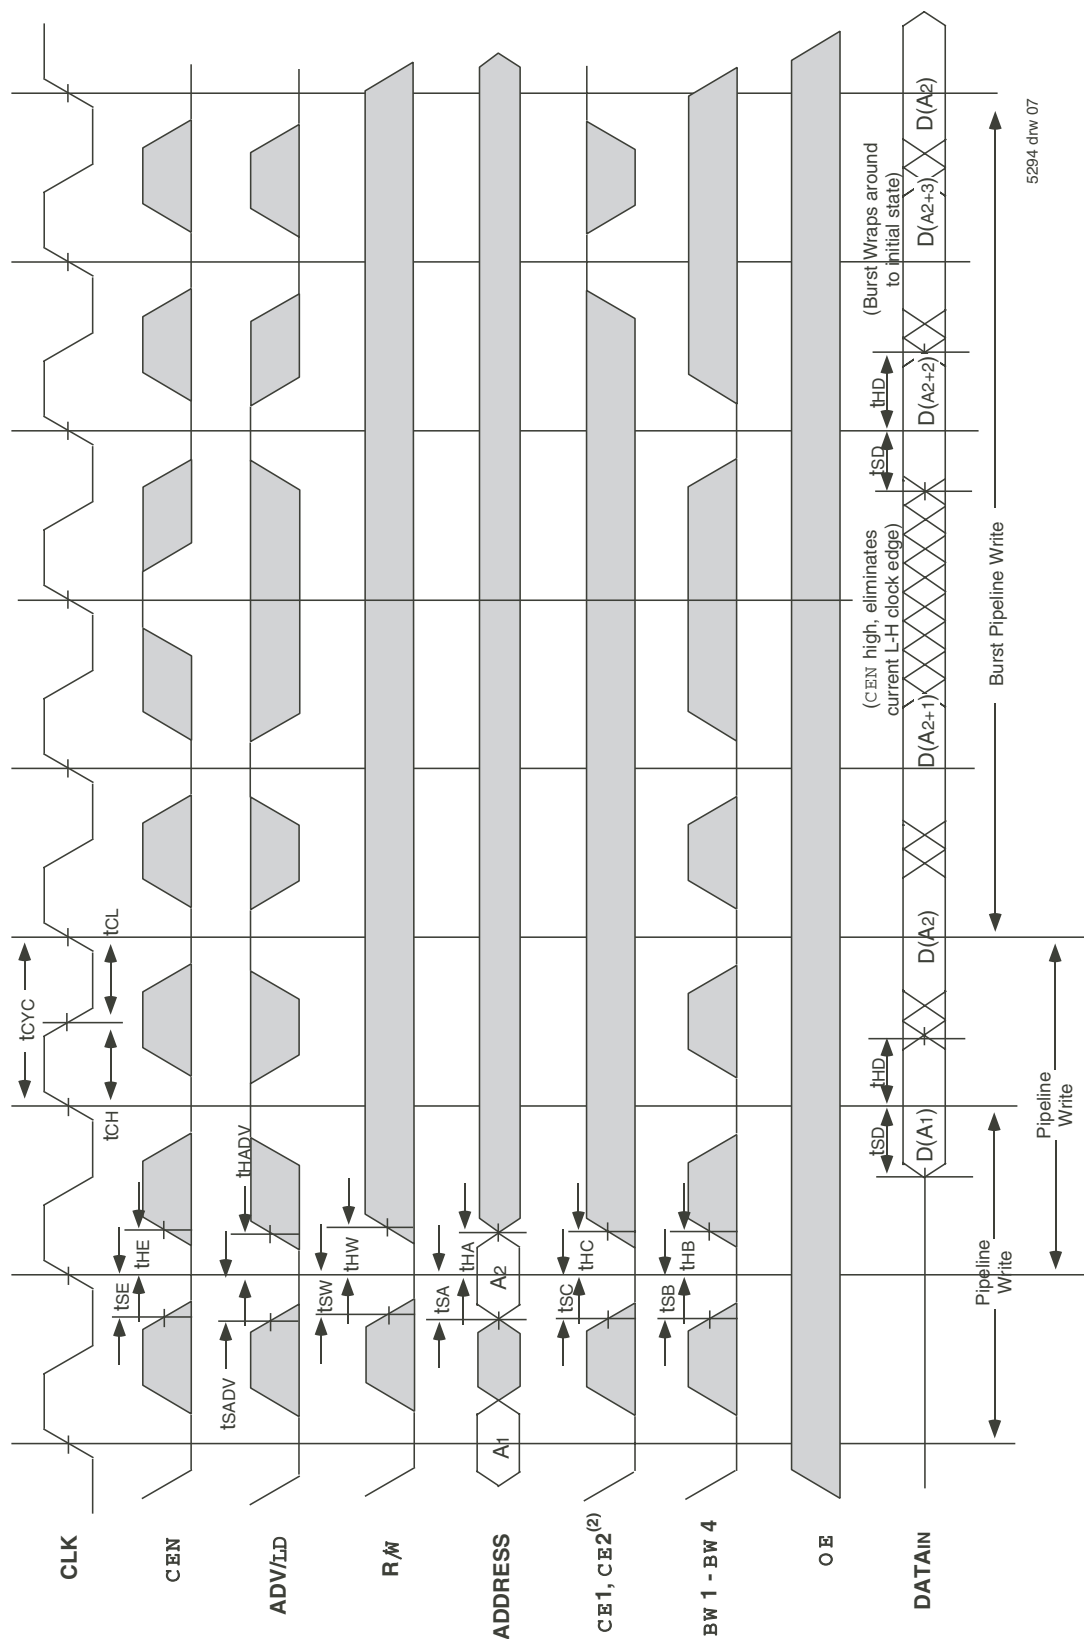 tCYC
tCH
tCL
CLK
tSE
tHE
CEN
tSADV
tHADV
ADV/LD
tSW
tHW
R/W
tSA
tHA
A1
A2
ADDRESS
tSC
tHC
CE1, CE2(2)
tSB
tHB
BW1 - BW4
OE
(CEN high, eliminates
current L-H clock edge)
(Burst Wraps around
to initial state)
tSD
tHD
tSD
tHD
D(A1)
D(A2)
D(A2+1)
D(A2+2)
D(A2+3)
D(A2)
DATAIN
Pipeline
Write
Burst Pipeline Write
Pipeline
Write
5294 drw 07